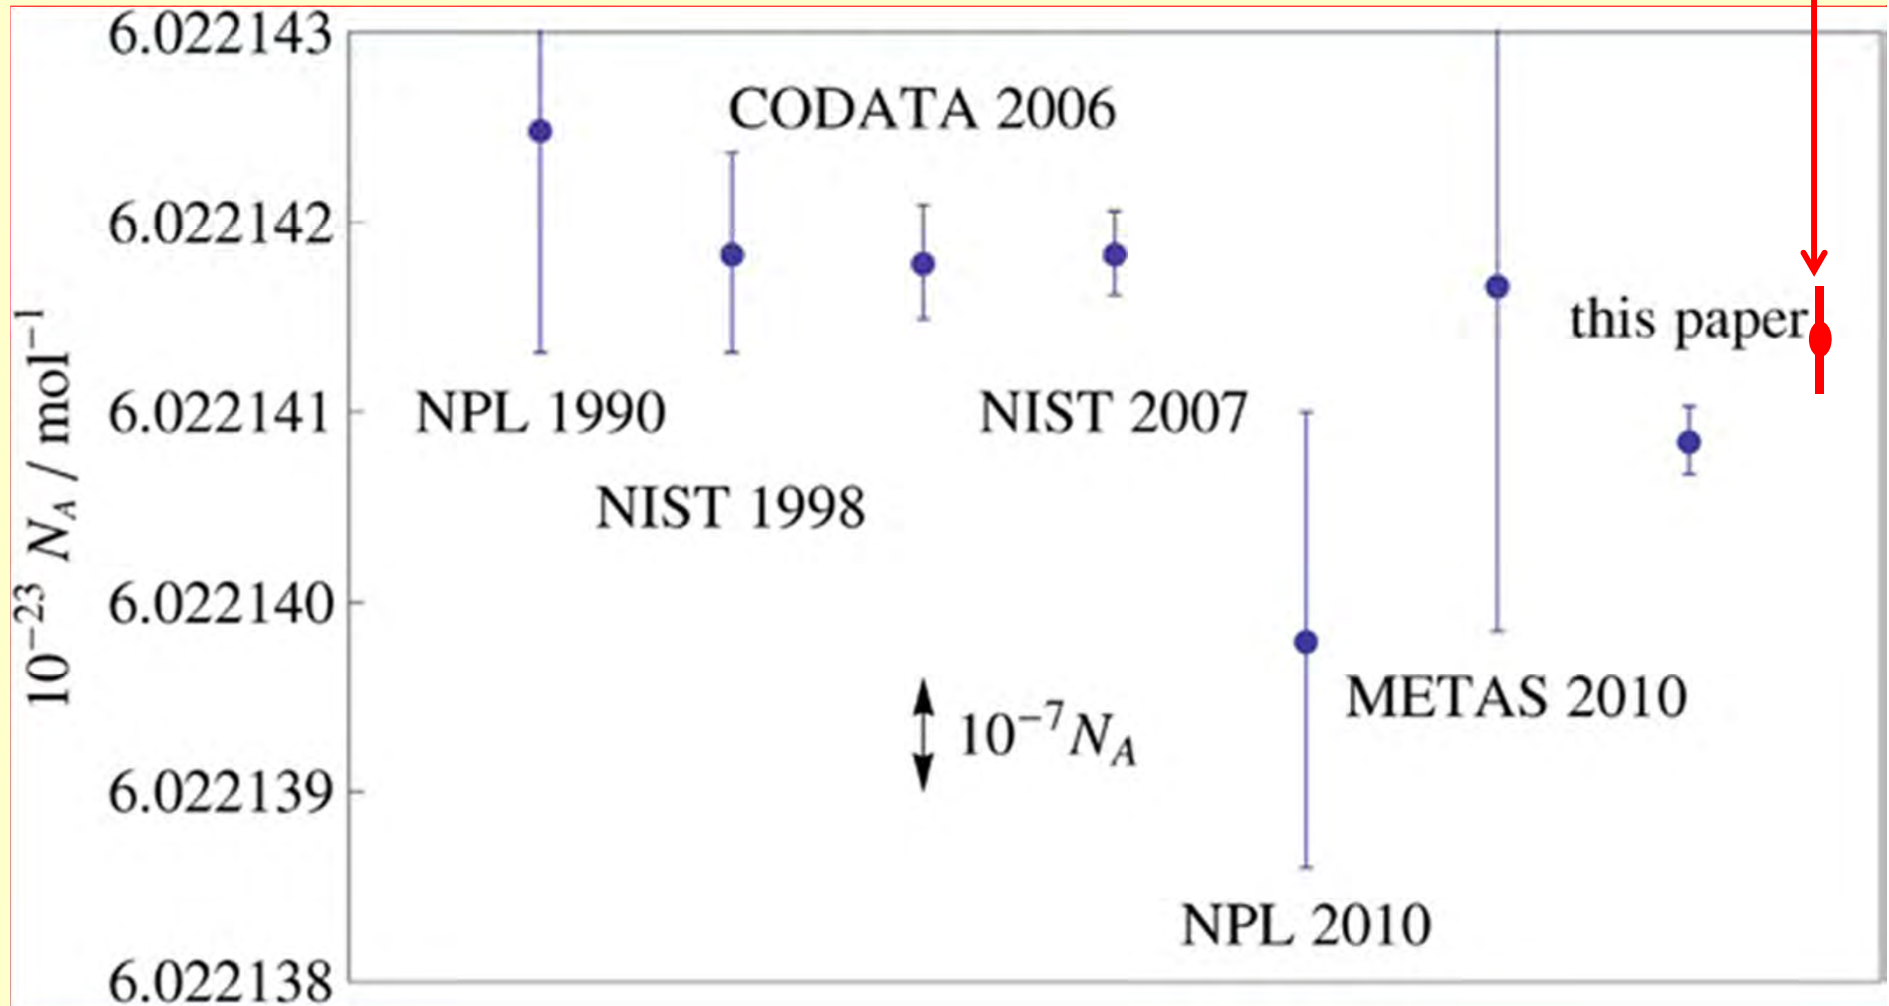 6.022143
CODATA 2006
6.022142
this paper
6.022141
NPL 1990
NIST 2007
NIST 1998
6.022140
10⁻²³ N_A / mol⁻¹
METAS 2010
10⁻⁷ N_A
6.022139
NPL 2010
6.022138